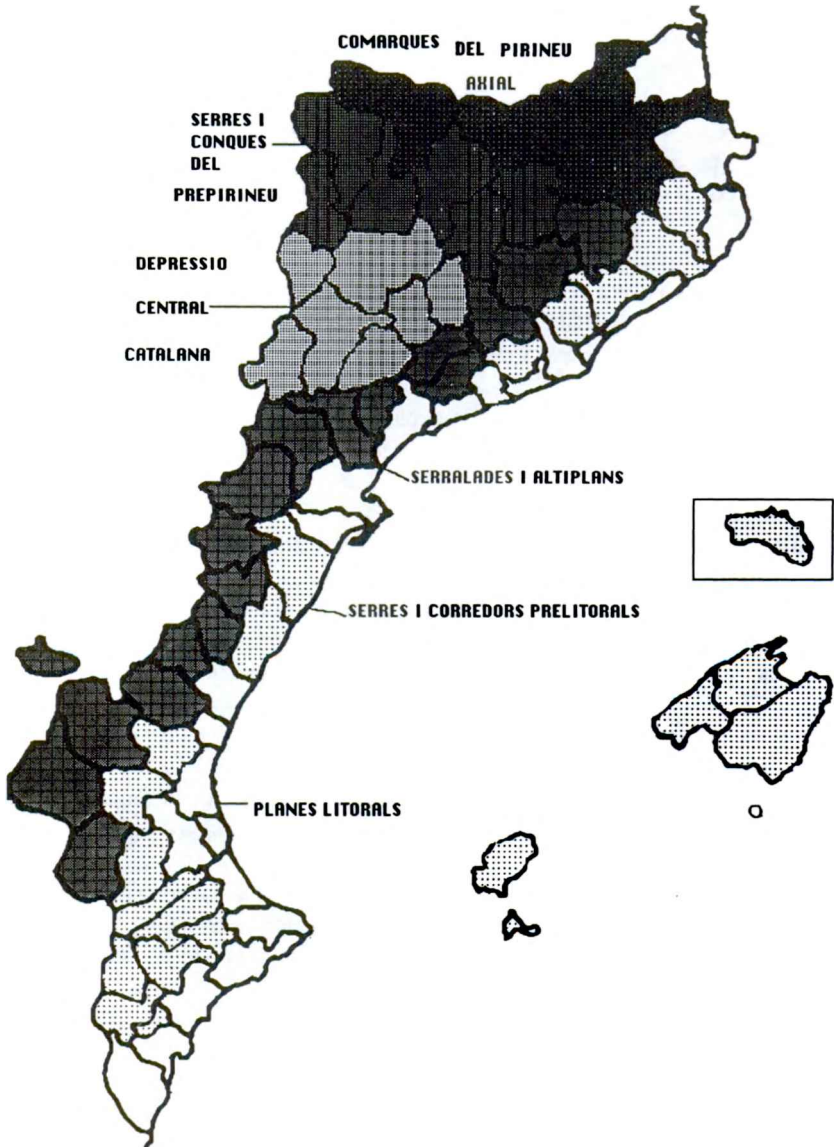 COMARQUES DEL PIRINEU
AXIAL
SERRES I
CONQUES
DEL
PREPIRINEU
DEPRESSIO
CENTRAL
CATALANA
SERRALADES I ALTIPLANS
SERRES I CORREDORS PRELITORALS
PLANES LITORALS